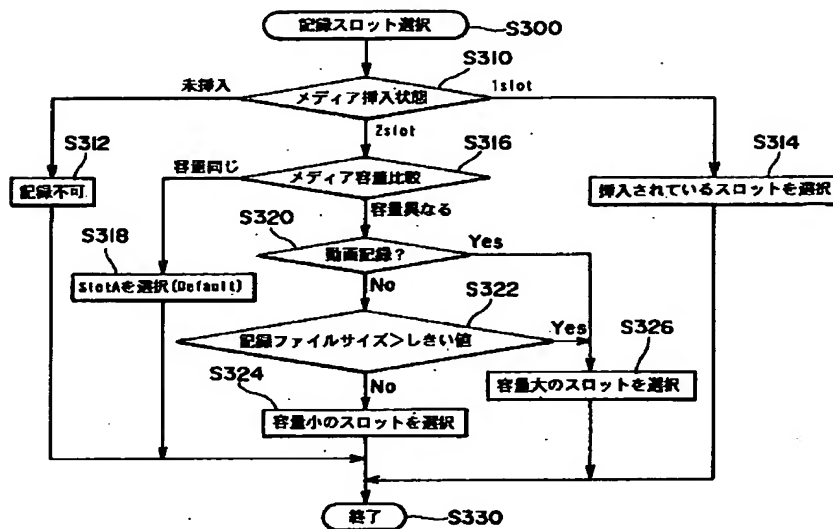 記録スロット選択
S300
S310
未挿入
メディア挿入状態
1slot
2slot
S312
S316
S314
容量同じ
記録不可
メディア容量比較
挿入されているスロットを選択
容量異なる
S320
S318
動画記録？
Yes
SlotAを選択(Default)
No
S322
記録ファイルサイズ＞しきい値
Yes
S326
S324
No
容量大のスロットを選択
容量小のスロットを選択
終了
S330